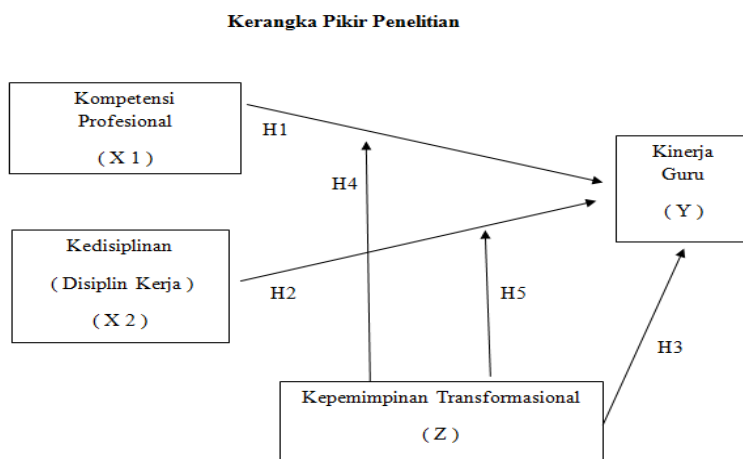 Kerangka Pikir Penelitian
Kompetensi
Profesional
( X 1 )
H1
H4
Kinerja
Guru
( Y )
Kedisiplinan
( Disiplin Kerja )
( X 2 )
H2
H5
H3
Kepemimpinan Transformasional
( Z )